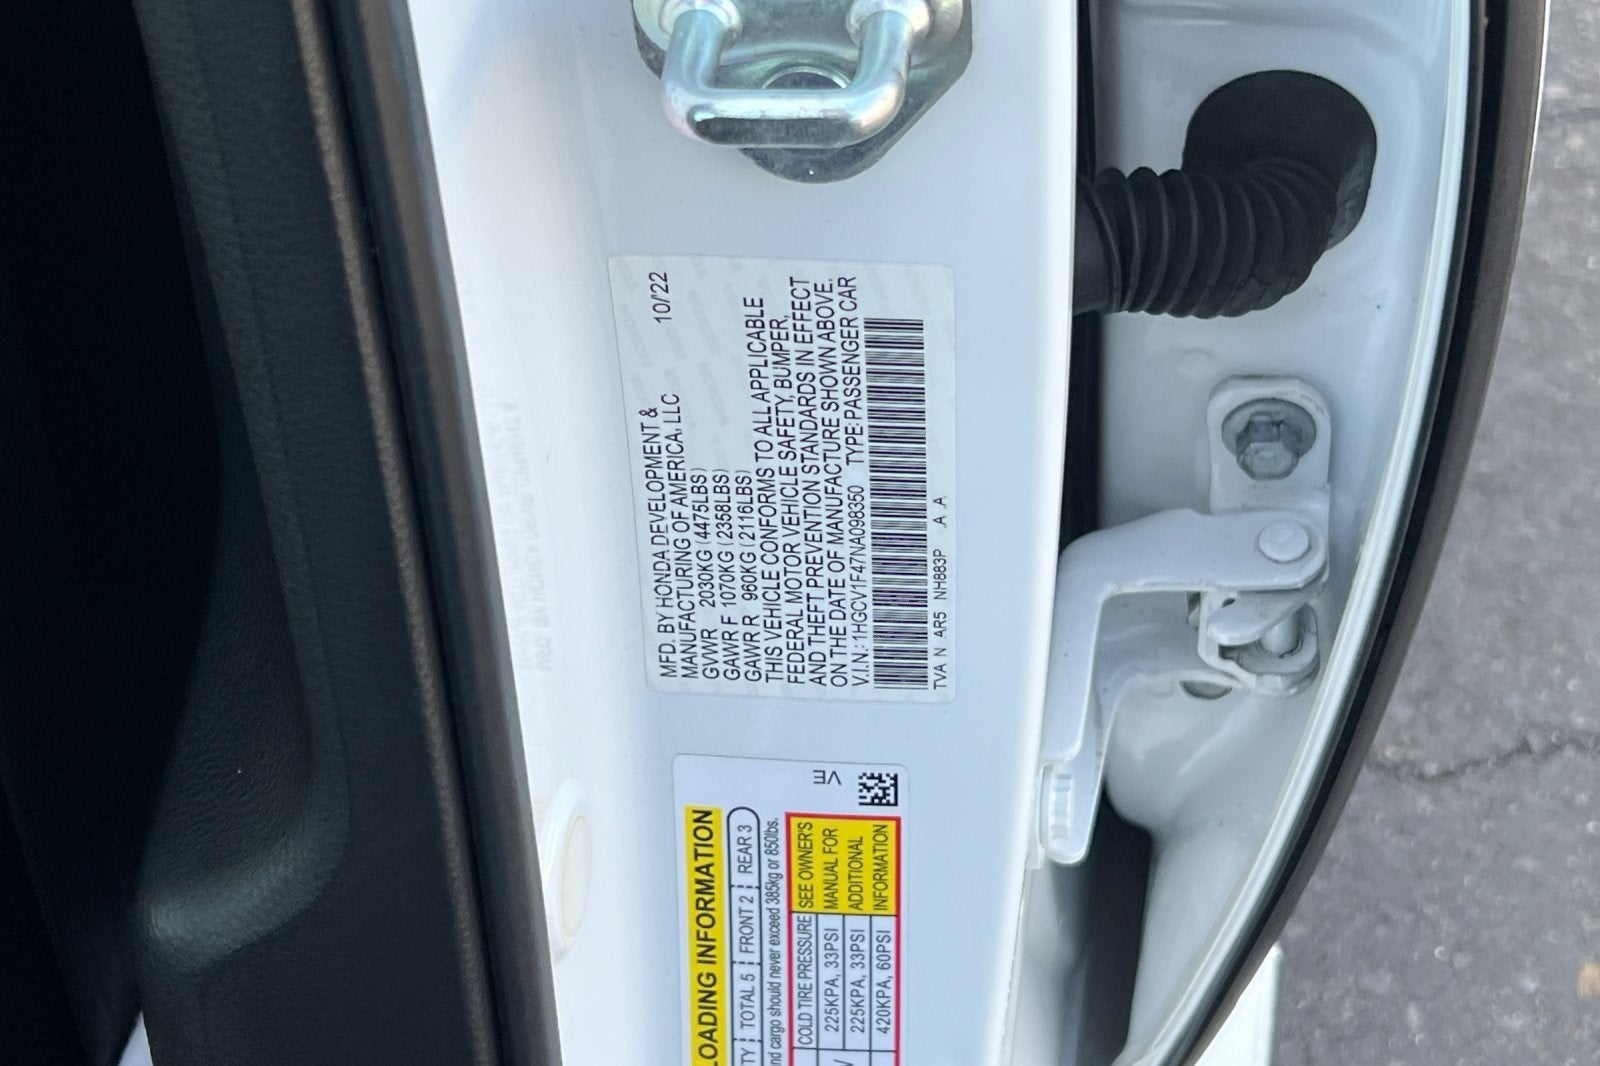 MFD. BY HONDA DEVELOPMENT &
MANUFACTURING OF AMERICA, LLC 10/'22
GVWR 2030KG (4475LBS)
GAWR F 1070KG (2358LBS)
GAWR R 960KG (2116LBS)
THIS VEHICLE CONFORMS TO ALL APPLICABLE
FEDERAL MOTOR VEHICLE SAFETY, BUMPER,
AND THEFT PREVENTION STANDARDS IN EFFECT
ON THE DATE OF MANUFACTURE SHOWN ABOVE.
V.I.N.: 1HGCV1F47NA098350 TYPE: PASSENGER CAR
TVA N AR5 NH883P .A .A
VE
LOADING INFORMATION
TY TOTAL 5 FRONT 2 REAR 3
nd cargo should never exceed 385kg or 850lbs.
COLD TIRE PRESSURE
225KPA, 33PSI
225KPA, 33PSI
420KPA, 60PSI
SEE OWNER'S
MANUAL FOR
ADDITIONAL
INFORMATION